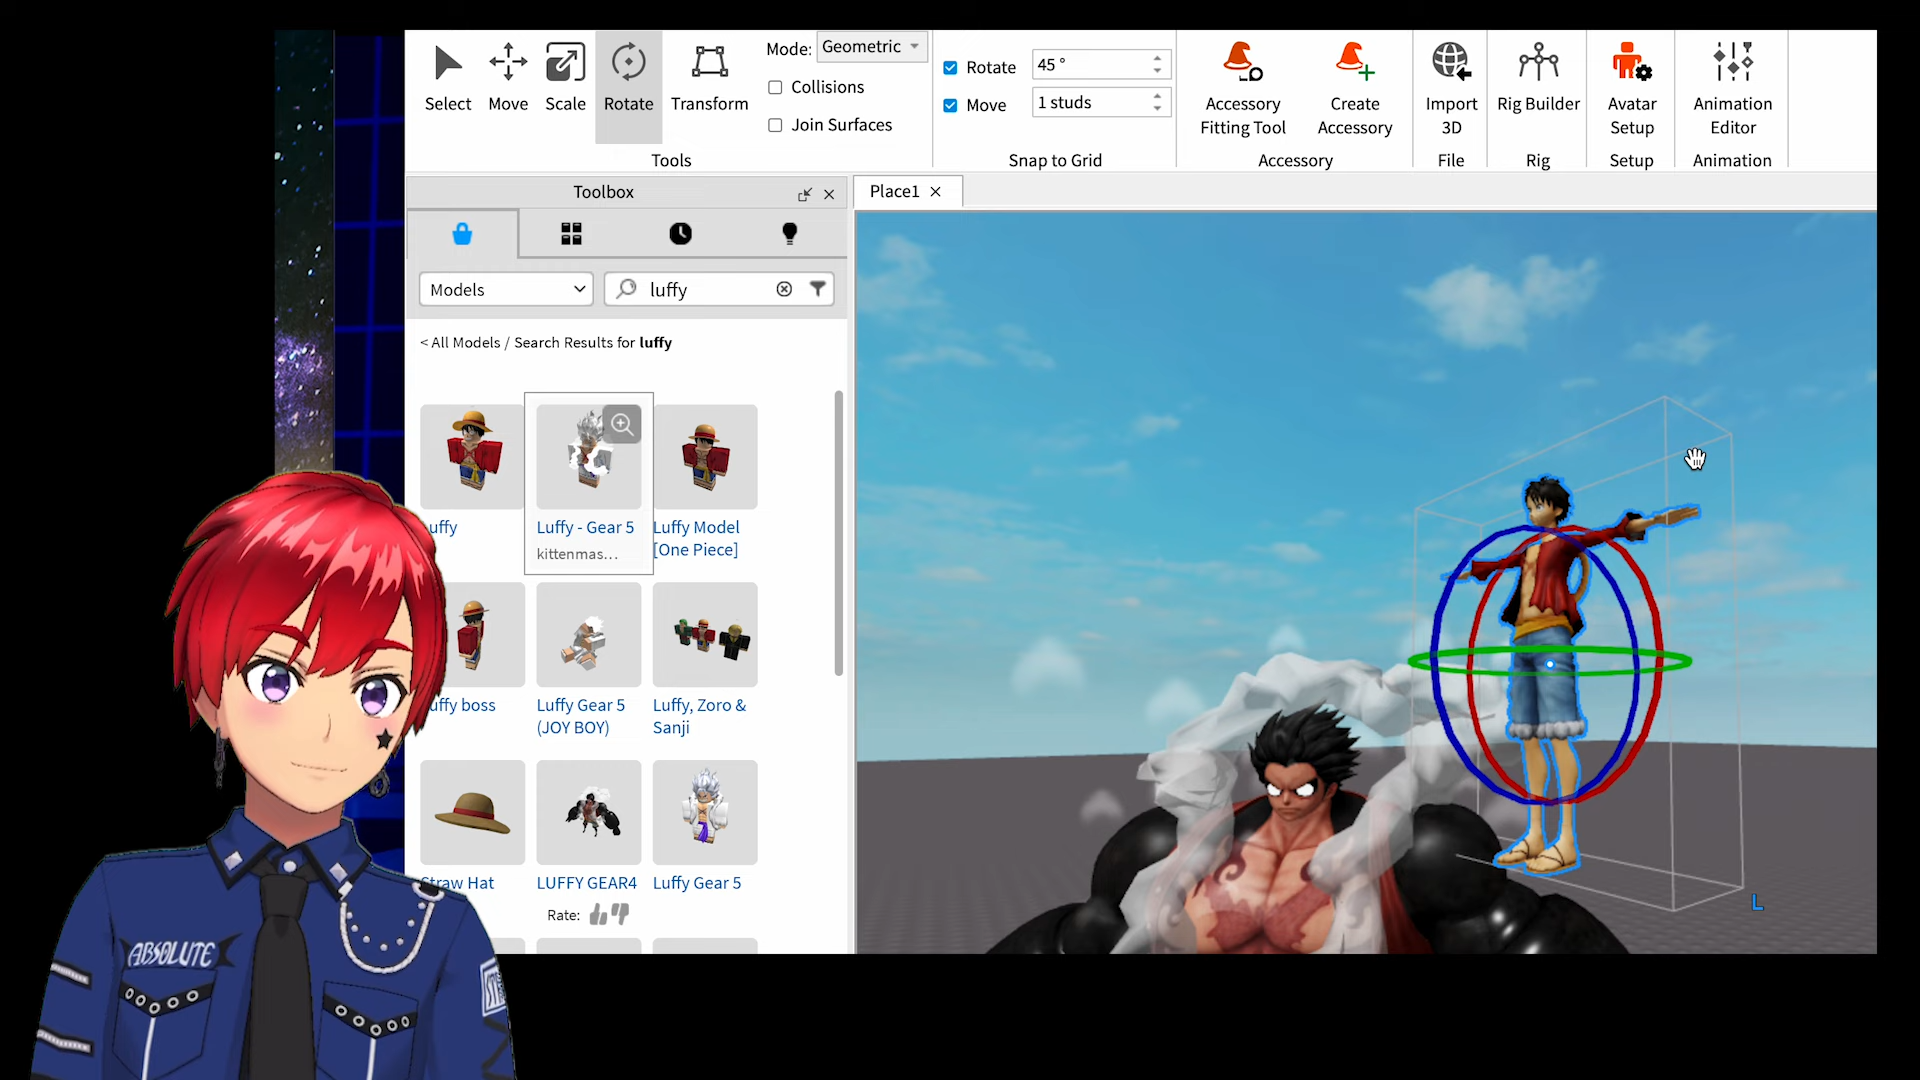 Select
Move
Scale
Rotate
Transform
Mode:
Geometric
Collisions
Join Surfaces
Tools
Rotate
45 °
Move
1 studs
Snap to Grid
Accessory
Fitting Tool
Create
Accessory
Accessory
Import
3D
File
Rig Builder
Rig
Avatar
Setup
Setup
Animation
Editor
Animation
Toolbox
Place1
Models
luffy
< All Models / Search Results for luffy
uffy
Luffy - Gear 5
kittenmas...
Luffy Model
[One Piece]
uffy boss
Luffy Gear 5
(JOY BOY)
Luffy, Zoro &
Sanji
Straw Hat
LUFFY GEAR4
Luffy Gear 5
Rate:
L
ABSOLUTE